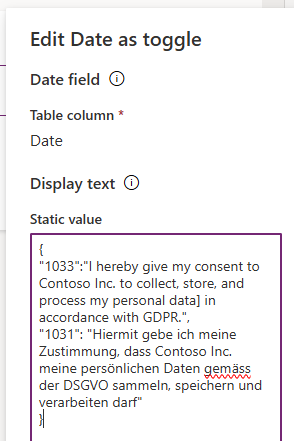 Edit Date as toggle
Date field
Table column *
Date
Display text
Static value
{
"1033":"I hereby give my consent to
Contoso Inc. to collect, store, and
process my personal data] in
accordance with GDPR.",
"1031": "Hiermit gebe ich meine
Zustimmung, dass Contoso Inc.
meine persönlichen Daten gemäss
der DSGVO sammeln, speichern und
verarbeiten darf"
}